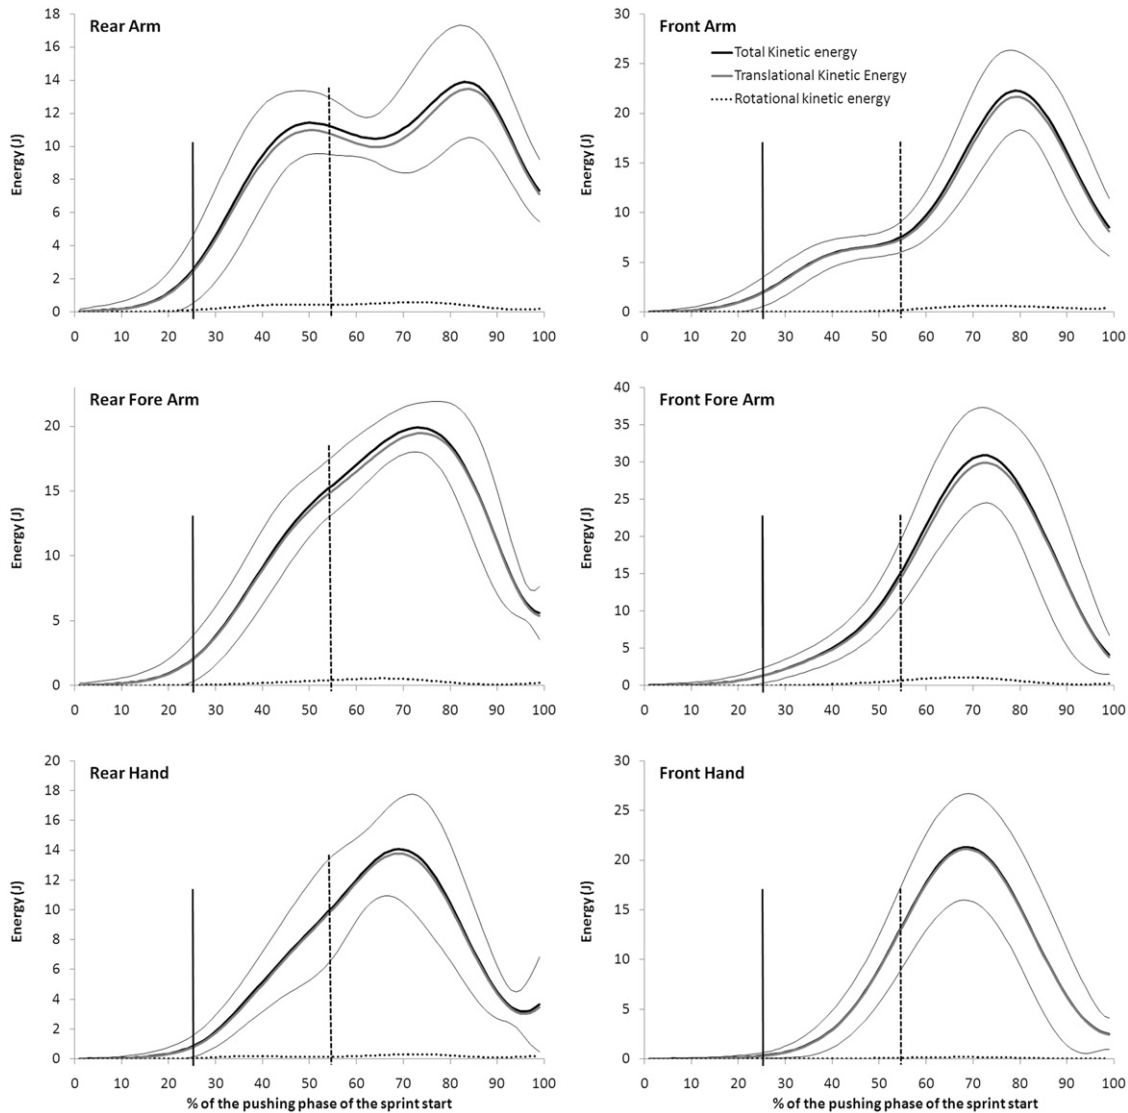 Rear Arm
Energy (J)
18
16
14
12
10
8
6
4
2
0
0 10 20 30 40 50 60 70 80 90 100
Front Arm
Total Kinetic energy
Translational Kinetic Energy
Rotational kinetic energy
Energy (J)
30
25
20
15
10
5
0
0 10 20 30 40 50 60 70 80 90 100
Rear Fore Arm
Energy (J)
20
15
10
5
0
0 10 20 30 40 50 60 70 80 90 100
Front Fore Arm
Energy (J)
40
35
30
25
20
15
10
5
0
0 10 20 30 40 50 60 70 80 90 100
Rear Hand
Energy (J)
20
18
16
14
12
10
8
6
4
2
0
0 10 20 30 40 50 60 70 80 90 100
% of the pushing phase of the sprint start
Front Hand
Energy (J)
30
25
20
15
10
5
0
0 10 20 30 40 50 60 70 80 90 100
% of the pushing phase of the sprint start